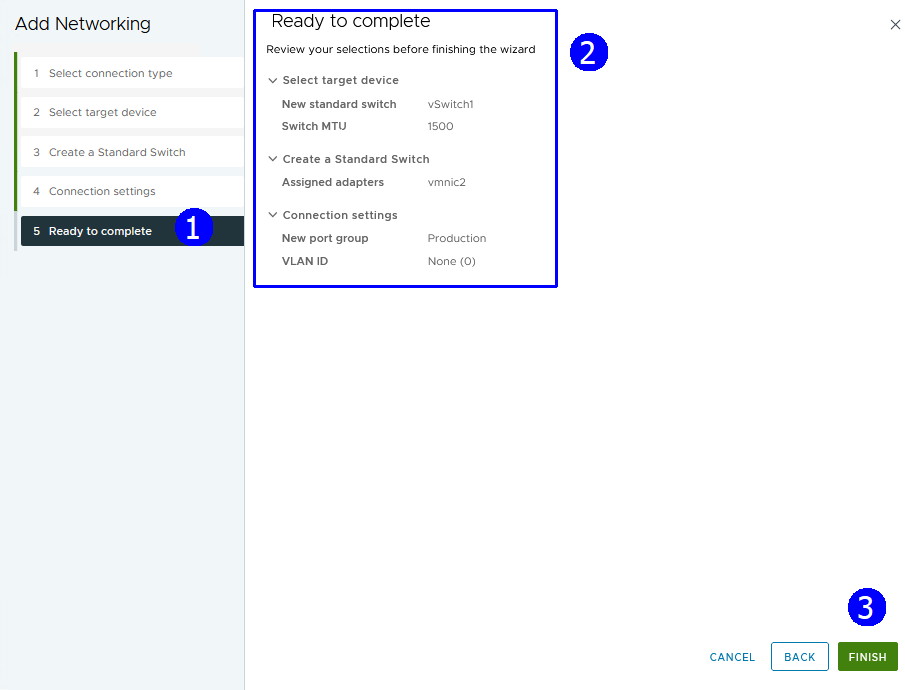 Add Networking
1 Select connection type
2 Select target device
3 Create a Standard Switch
4 Connection settings
5 Ready to complete
1
Ready to complete
Review your selections before finishing the wizard
2
Select target device
New standard switch vSwitch1
Switch MTU 1500
Create a Standard Switch
Assigned adapters vmnic2
Connection settings
New port group Production
VLAN ID None (0)
3
CANCEL BACK FINISH